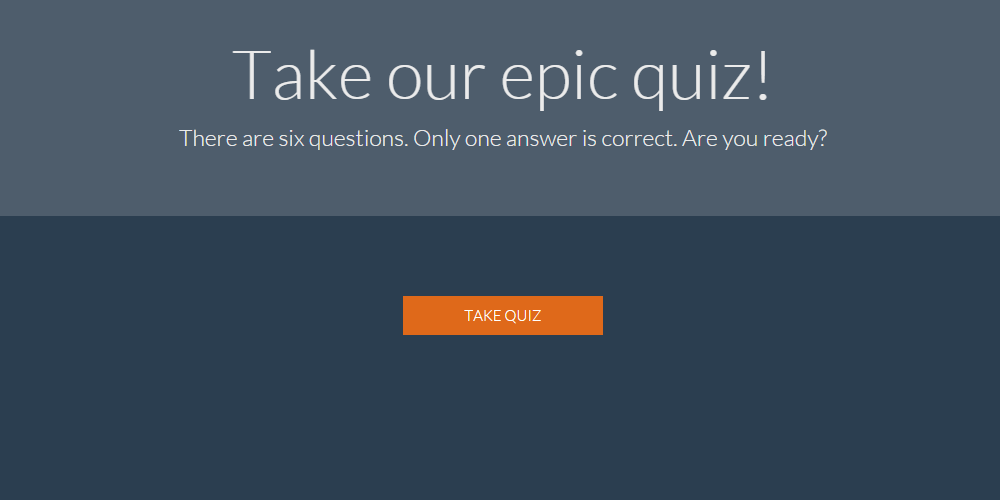 Take our epic quiz!
There are six questions. Only one answer is correct. Are you ready?
TAKE QUIZ